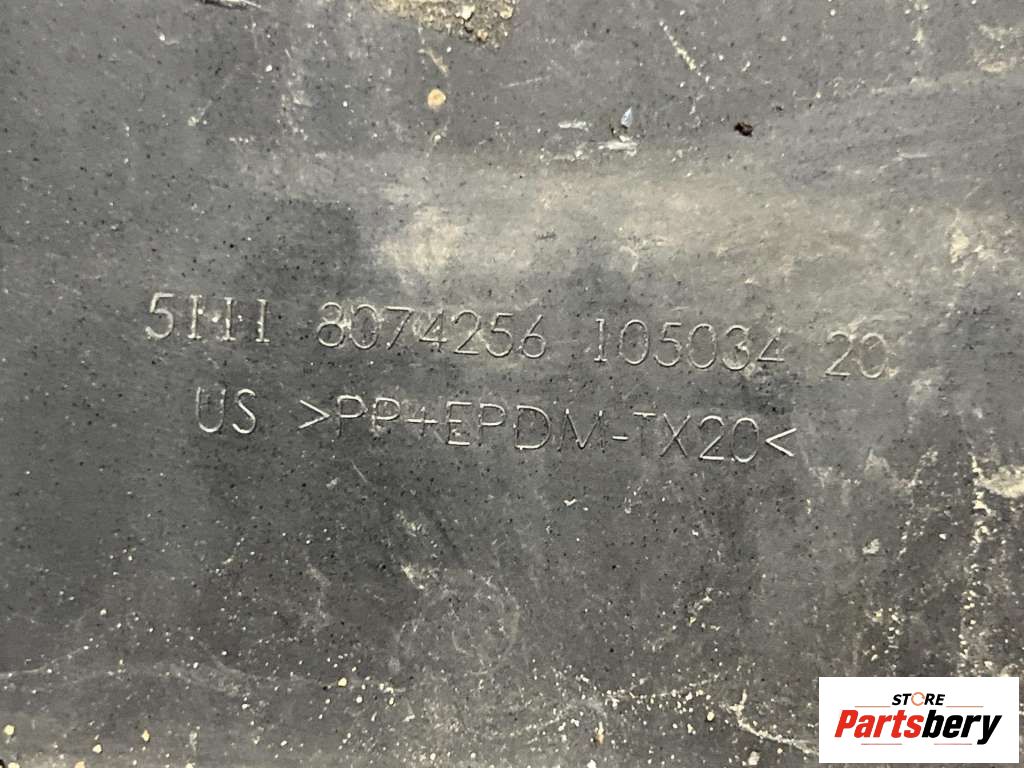 5111 8074256 105034 20
US >PP+EPDM-TX20<
STORE
Partsbery